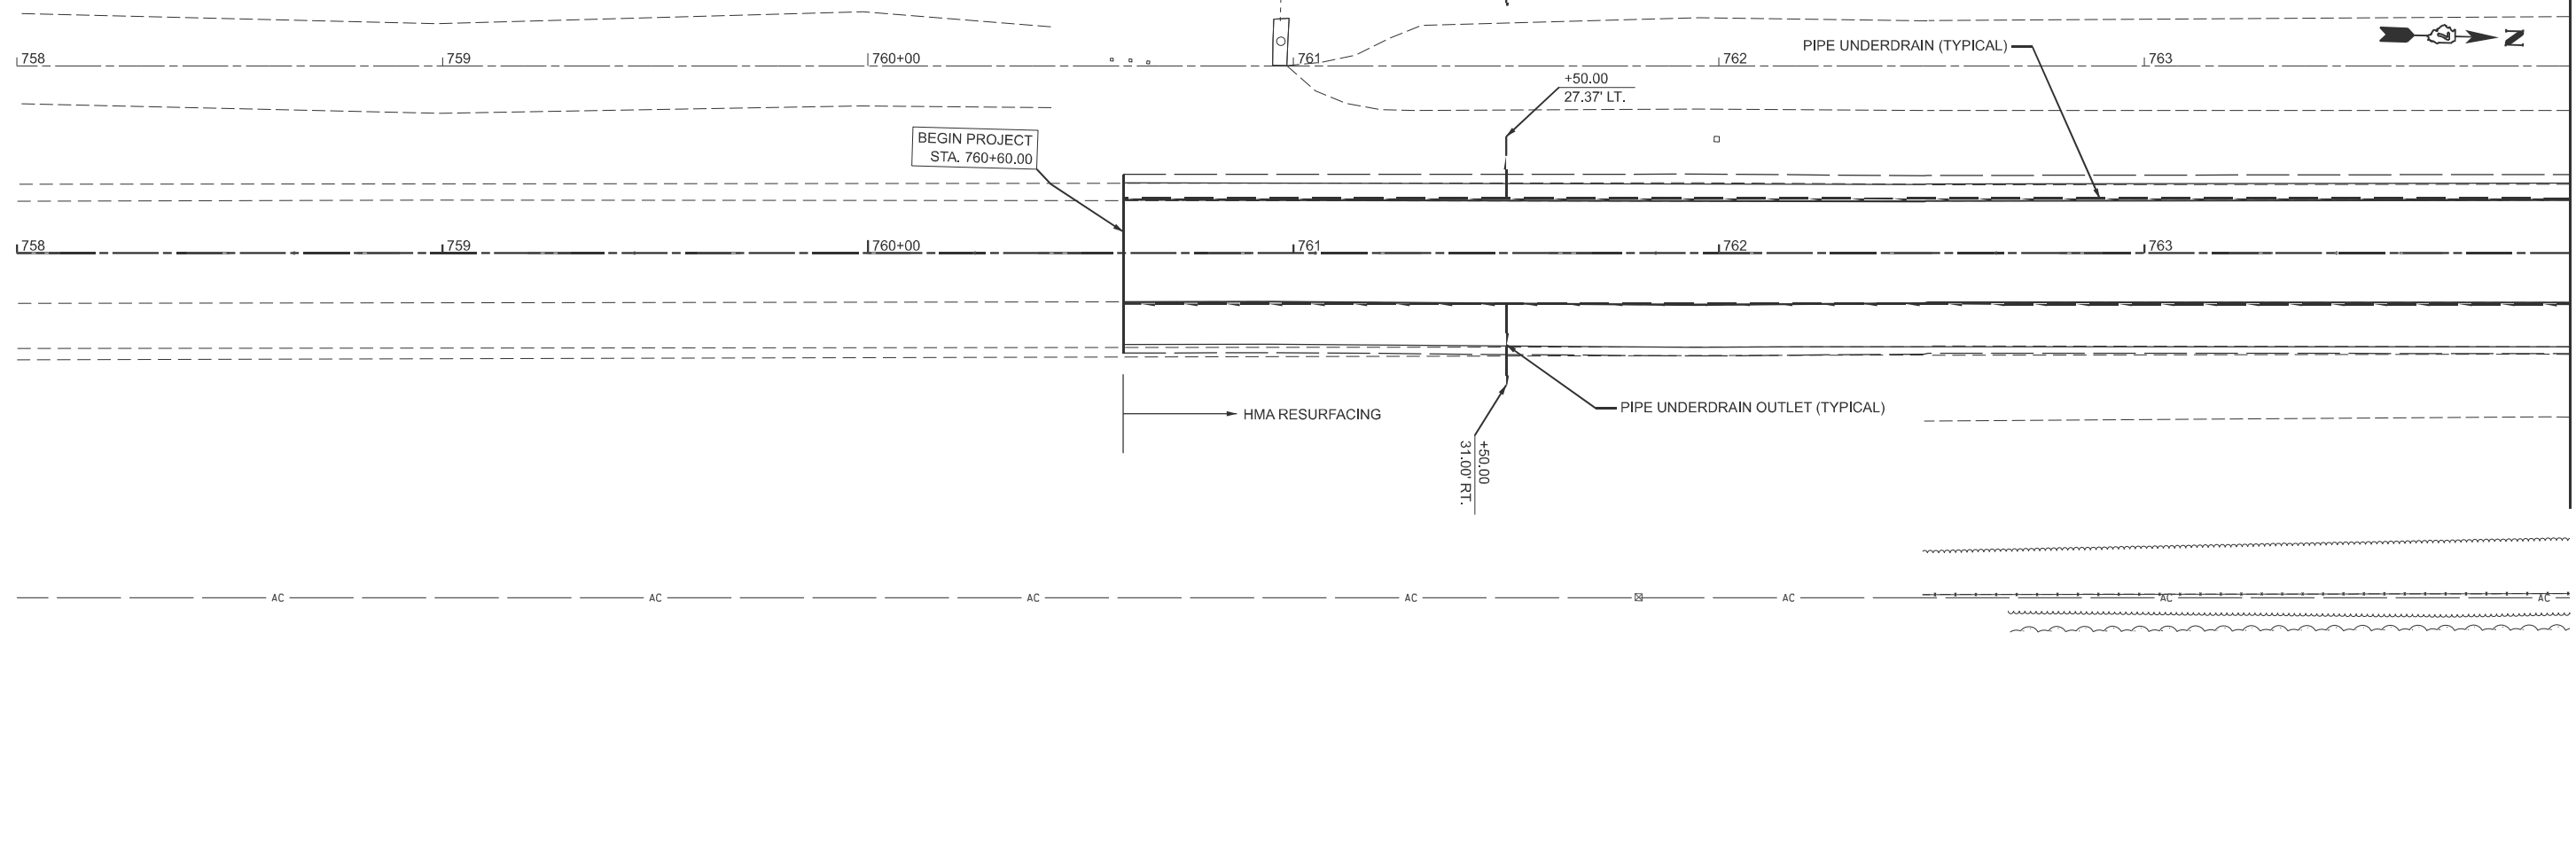 758
759
760+00
761
762
763
PIPE UNDERDRAIN (TYPICAL)
N
+50.00
27.37' LT.
BEGIN PROJECT
STA. 760+60.00
758
759
760+00
761
762
763
HMA RESURFACING
PIPE UNDERDRAIN OUTLET (TYPICAL)
+50.00
31.00' RT.
AC
AC
AC
AC
AC
AC
AC